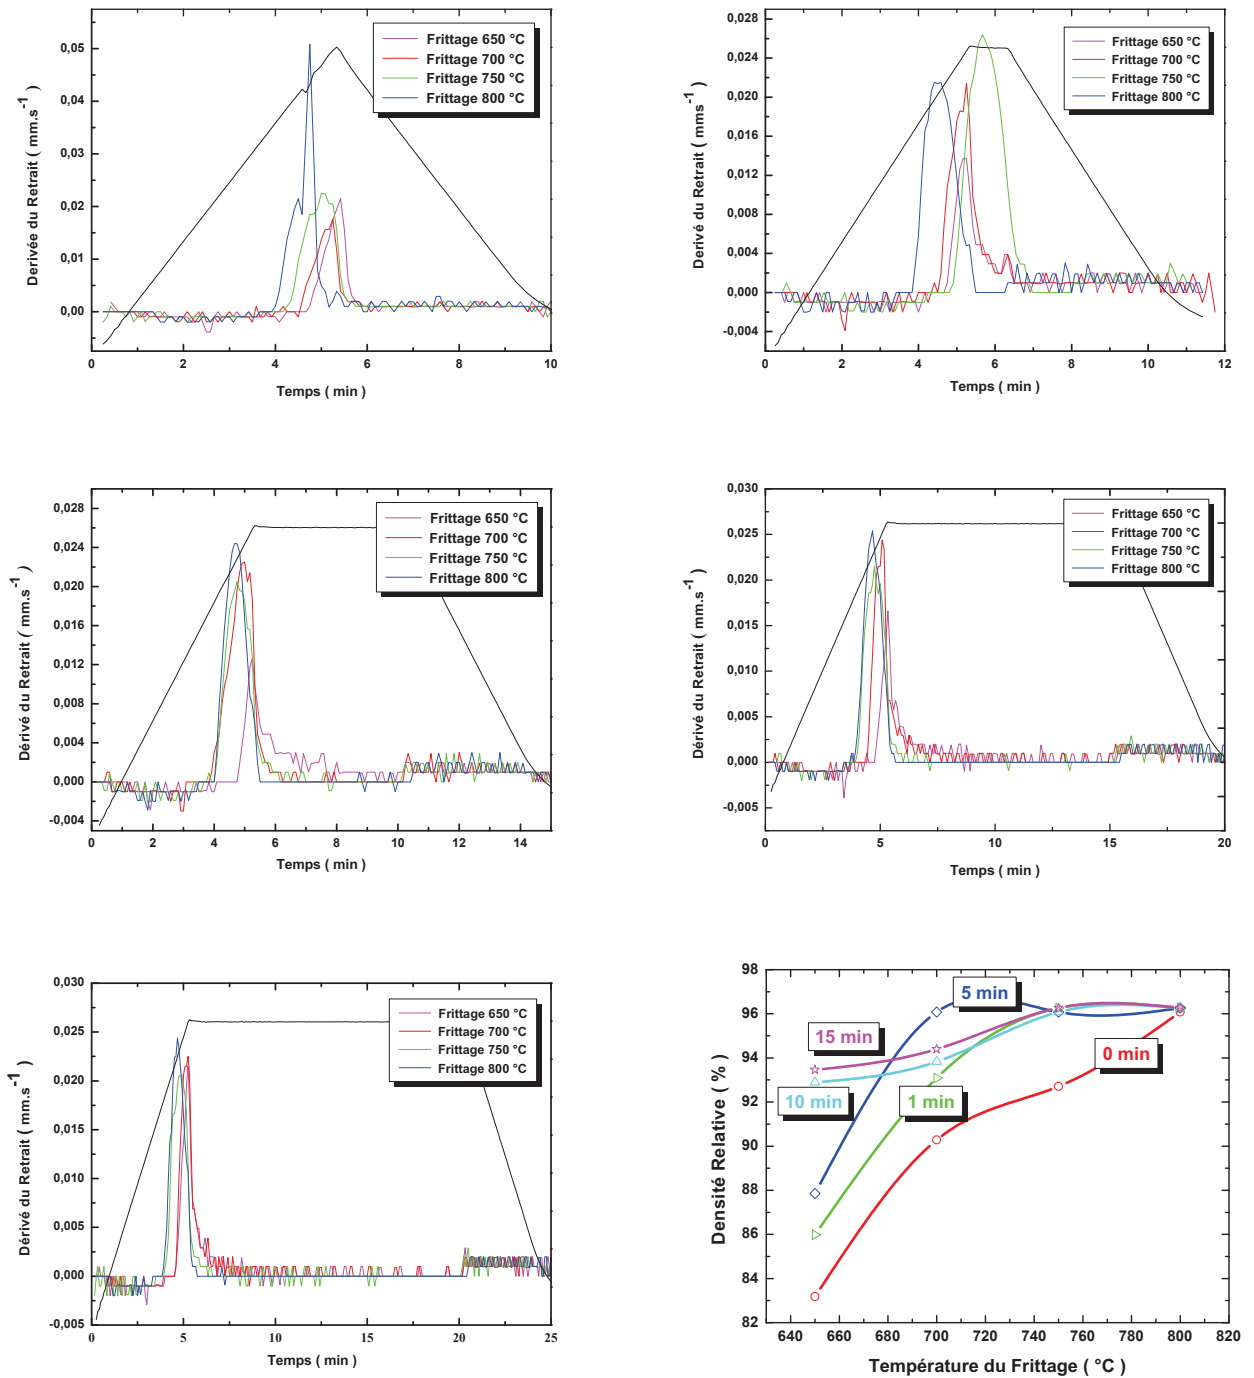 Frittage 650 °C
Frittage 700 °C
Frittage 750 °C
Frittage 800 °C
0,05
0,04
0,03
0,02
0,01
0,00
Derivée du Retrait ( mm.s-1 )
0 2 4 6 8 10
Temps ( min )
Frittage 650 °C
Frittage 700 °C
Frittage 750 °C
Frittage 800 °C
0,028
0,024
0,020
0,016
0,012
0,008
0,004
0,000
-0,004
Derivé du Retrait ( mms-1 )
0 2 4 6 8 10 12
Temps ( min )
Frittage 650 °C
Frittage 700 °C
Frittage 750 °C
Frittage 800 °C
0,028
0,024
0,020
0,016
0,012
0,008
0,004
0,000
-0,004
Dérivé du Retrait ( mm.s-1 )
0 2 4 6 8 10 12 14
Temps ( min )
Frittage 650 °C
Frittage 700 °C
Frittage 750 °C
Frittage 800 °C
0,030
0,025
0,020
0,015
0,010
0,005
0,000
-0,005
Dérivé du Retrait ( mm.s-1 )
0 5 10 15 20
Temps ( min )
Frittage 650 °C
Frittage 700 °C
Frittage 750 °C
Frittage 800 °C
0,030
0,025
0,020
0,015
0,010
0,005
0,000
-0,005
Dérivé du Retrait ( mm.s-1 )
0 5 10 15 20 25
Temps ( min )
98
96
94
92
90
88
86
84
82
Densité Relative ( % )
5 min
15 min
0 min
10 min
1 min
640 660 680 700 720 740 760 780 800 820
Température du Frittage ( °C )